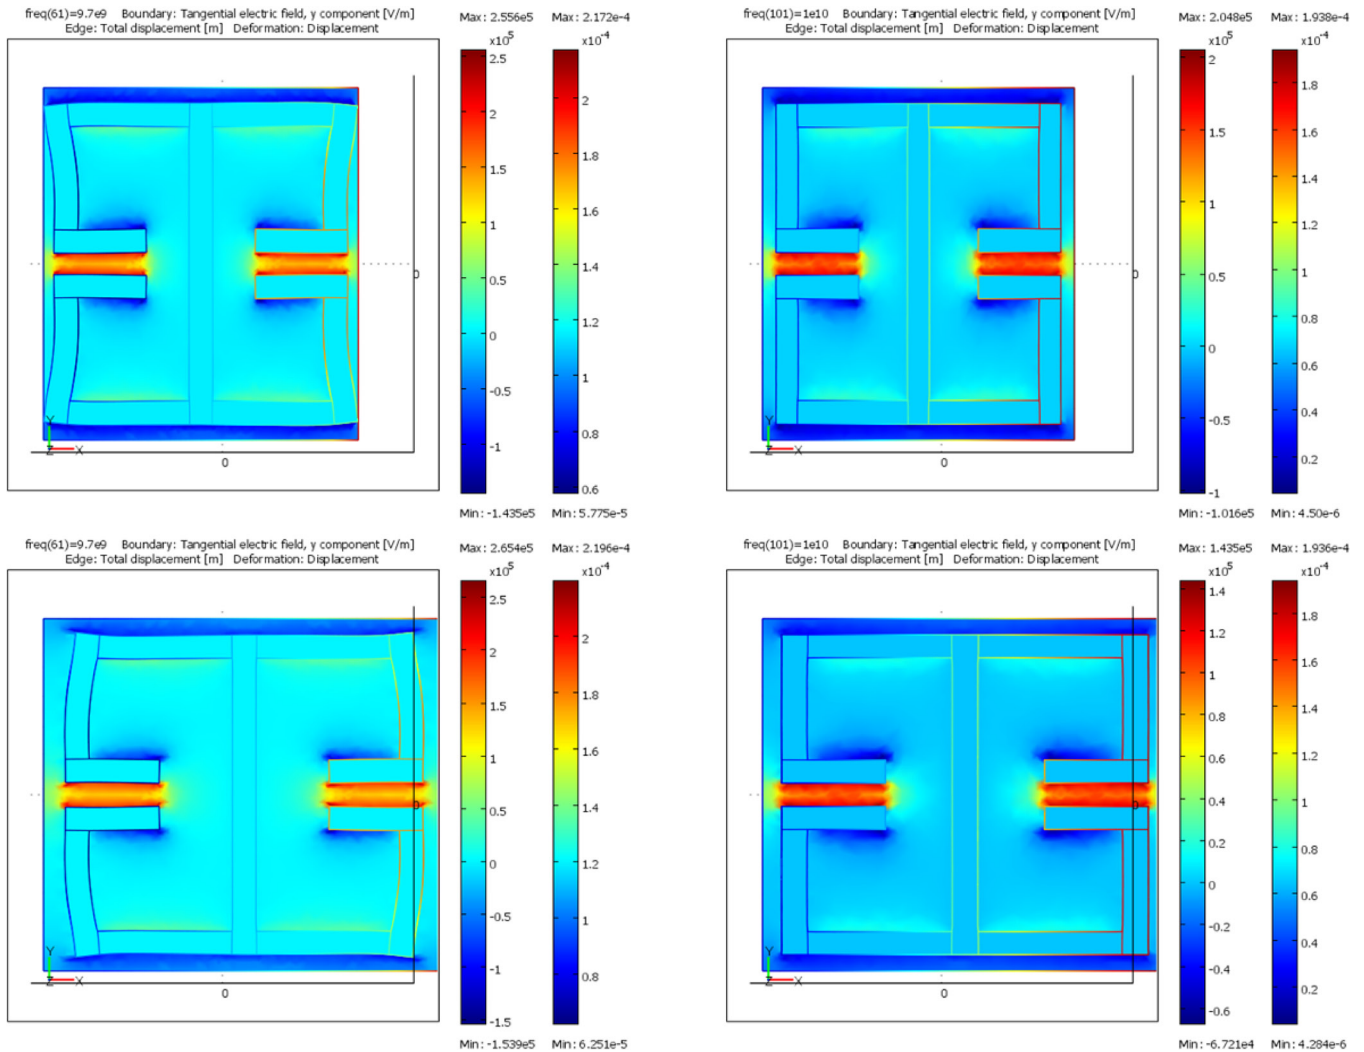 freq(61)=9.7e9 Boundary: Tangential electric field, y component [V/m]
Edge: Total displacement [m] Deformation: Displacement
Max: 2.556e5 Max: 2.172e-4
x10⁵ x10⁻⁴
2.5
2
1.5
1
0.5
0
-0.5
-1
2
1.8
1.6
1.4
1.2
1
0.8
0.6
Min: -1.435e5 Min: 5.775e-5
0
0
Y
Z X
freq(101)=1e10 Boundary: Tangential electric field, y component [V/m]
Edge: Total displacement [m] Deformation: Displacement
Max: 2.048e5 Max: 1.938e-4
x10⁵ x10⁻⁴
2
1.5
1
0.5
0
-0.5
-1
1.8
1.6
1.4
1.2
1
0.8
0.6
0.4
0.2
Min: -1.016e5 Min: 4.50e-6
0
0
Y
Z X
freq(61)=9.7e9 Boundary: Tangential electric field, y component [V/m]
Edge: Total displacement [m] Deformation: Displacement
Max: 2.654e5 Max: 2.196e-4
x10⁵ x10⁻⁴
2.5
2
1.5
1
0.5
0
-0.5
-1
-1.5
2
1.8
1.6
1.4
1.2
1
0.8
Min: -1.539e5 Min: 6.251e-5
0
0
Y
Z X
freq(101)=1e10 Boundary: Tangential electric field, y component [V/m]
Edge: Total displacement [m] Deformation: Displacement
Max: 1.435e5 Max: 1.936e-4
x10⁵ x10⁻⁴
1.4
1.2
1
0.8
0.6
0.4
0.2
0
-0.2
-0.4
-0.6
1.8
1.6
1.4
1.2
1
0.8
0.6
0.4
0.2
Min: -6.721e4 Min: 4.284e-6
0
0
Y
Z X